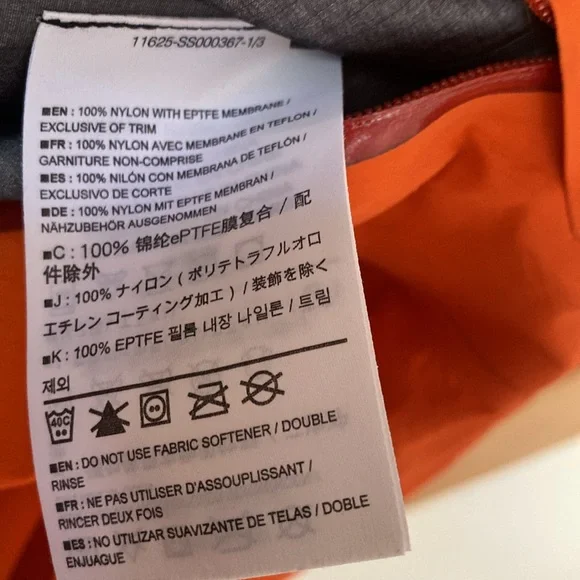 11625-SS000367-1/3
■EN : 100% NYLON WITH EPTFE MEMBRANE /
EXCLUSIVE OF TRIM
■FR : 100% NYLON AVEC MEMBRANE EN TEFLON /
GARNITURE NON-COMPRISE
■ES : 100% NILÓN CON MEMBRANA DE TEFLÓN /
EXCLUSIVO DE CORTE
■DE : 100% NYLON MIT EPTFE MEMBRAN /
NÄHZUBEHÖR AUSGENOMMEN
■C : 100% 锦纶ePTFE膜复合 / 配
件除外
■J : 100% ナイロン ( ポリテトラフルオロ
エチレン コーティング加工 ) / 装飾を除く
■K : 100% EPTFE 필름 내장 나일론 / 트림
제외
40C
■EN : DO NOT USE FABRIC SOFTENER / DOUBLE
RINSE
■FR : NE PAS UTILISER D'ASSOUPLISSANT /
RINCER DEUX FOIS
■ES : NO UTILIZAR SUAVIZANTE DE TELAS / DOBLE
ENJUAGUE